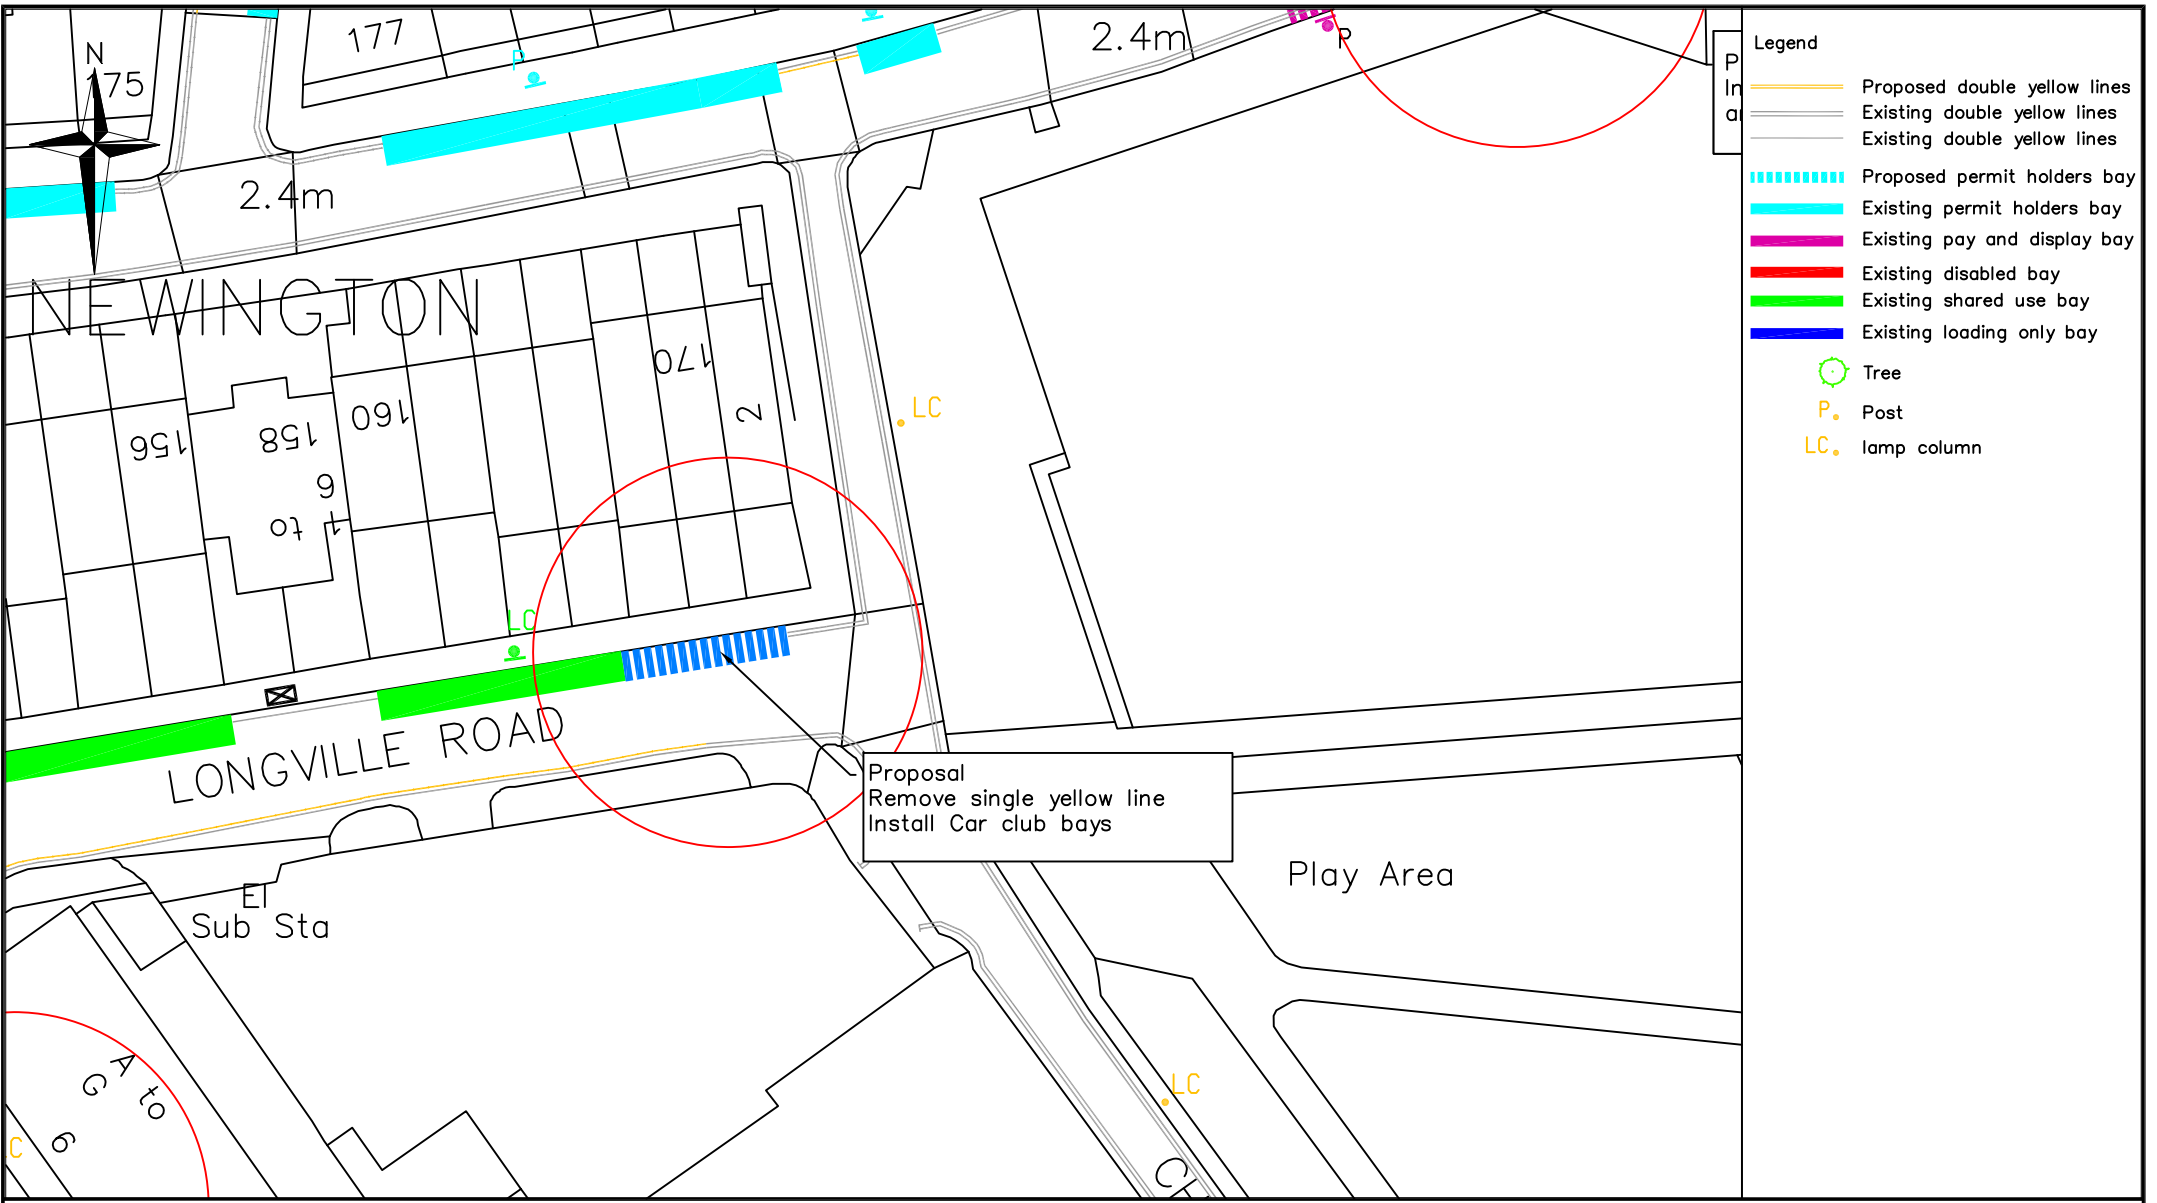 177
2.4m
P
P
N
175
2.4m
NEWINGTON
170
2
156
158
160
1 to 6
LC
LC
LONGVILLE ROAD
Proposal
Remove single yellow line
Install Car club bays
El
Sub Sta
Play Area
A to G
6
LC
C
P
In
Legend
Proposed double yellow lines
Existing double yellow lines
Existing double yellow lines
Proposed permit holders bay
Existing permit holders bay
Existing pay and display bay
Existing disabled bay
Existing shared use bay
Existing loading only bay
Tree
P. Post
LC. lamp column